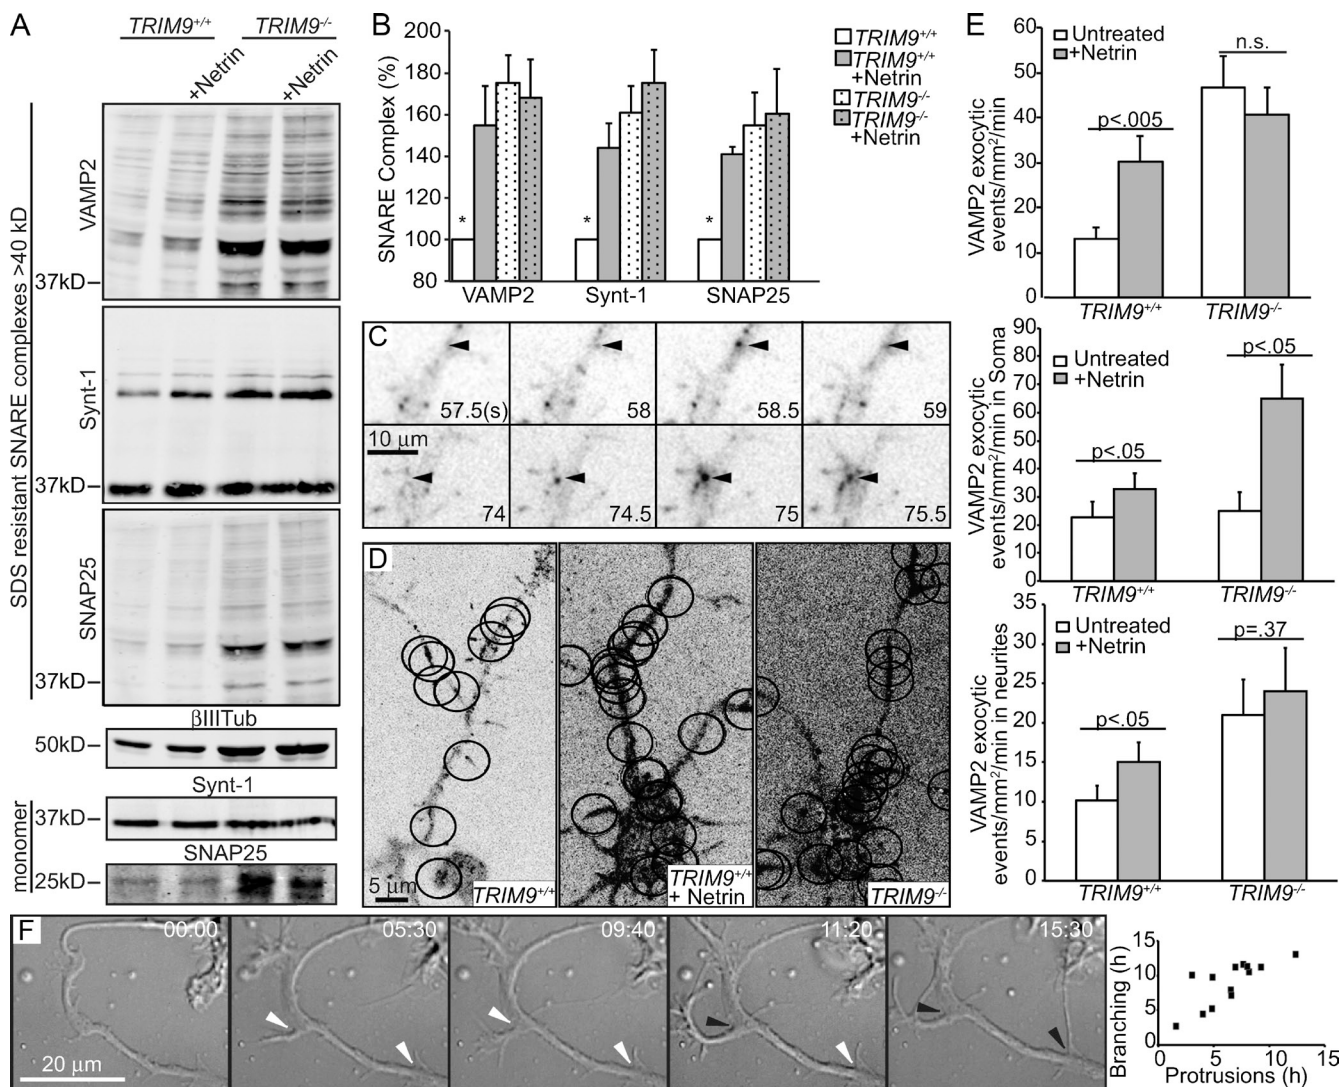 A
TRIM9+/+ TRIM9-/-
+Netrin +Netrin
SDS resistant SNARE complexes >40 kD
VAMP2
37kD
Synt-1
37kD
SNAP25
37kD
βIIITub
50kD
Synt-1
37kD
monomer
SNAP25
25kD
B
SNARE Complex (%)
200
180
160
140
120
100
80
* * *
VAMP2 Synt-1 SNAP25
TRIM9+/+
TRIM9+/+
+Netrin
TRIM9-/-
TRIM9-/-
+Netrin
C
57.5(s) 58 58.5 59
10 μm
74 74.5 75 75.5
D
5 μm
TRIM9+/+
TRIM9+/+
+ Netrin
TRIM9-/-
E
VAMP2 exocytic
events/mm2/min
60
50
40
30
20
10
0
Untreated
+Netrin
p<.005
n.s.
TRIM9+/+ TRIM9-/-
VAMP2 exocytic
events/mm2/min in Soma
90
80
70
60
50
40
30
20
10
0
Untreated
+Netrin
p<.05
p<.05
TRIM9+/+ TRIM9-/-
VAMP2 exocytic
events/mm2/min in neurites
35
30
25
20
15
10
5
0
Untreated
+Netrin
p<.05
p=.37
TRIM9+/+ TRIM9-/-
F
00:00 05:30 09:40 11:20 15:30
20 μm
Branching (h)
15
10
5
0
0 5 10 15
Protrusions (h)